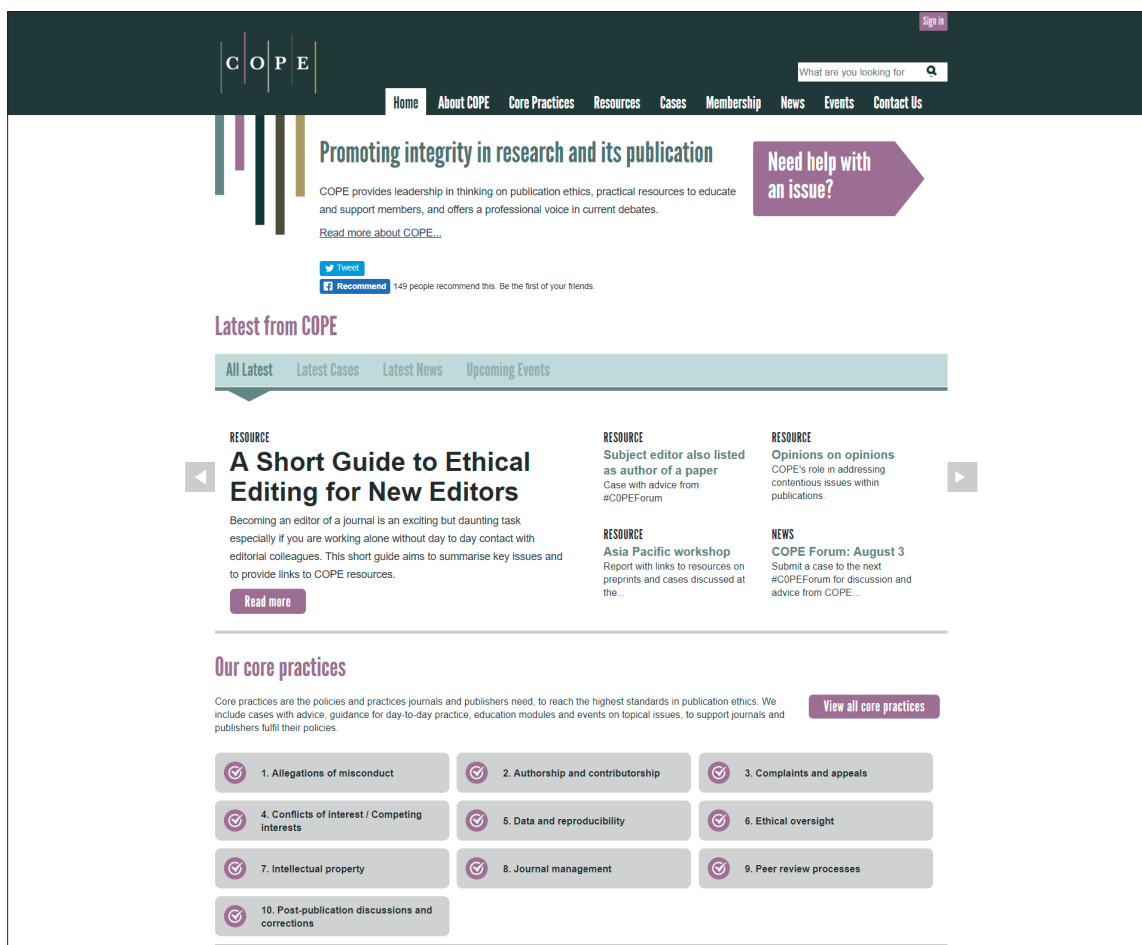 Sign in
COPE
What are you looking for
Home About COPE Core Practices Resources Cases Membership News Events Contact Us
Promoting integrity in research and its publication
COPE provides leadership in thinking on publication ethics, practical resources to educate
and support members, and offers a professional voice in current debates.
Read more about COPE...
Need help with
an issue?
Tweet
Recommend 149 people recommend this. Be the first of your friends.
Latest from COPE
All Latest Latest Cases Latest News Upcoming Events
RESOURCE
A Short Guide to Ethical
Editing for New Editors
Becoming an editor of a journal is an exciting but daunting task
especially if you are working alone without day to day contact with
editorial colleagues. This short guide aims to summarise key issues and
to provide links to COPE resources.
Read more
RESOURCE
Subject editor also listed
as author of a paper
Case with advice from
#C0PEForum
RESOURCE
Opinions on opinions
COPE's role in addressing
contentious issues within
publications.
RESOURCE
Asia Pacific workshop
Report with links to resources on
preprints and cases discussed at
the...
NEWS
COPE Forum: August 3
Submit a case to the next
#C0PEForum for discussion and
advice from COPE...
Our core practices
Core practices are the policies and practices journals and publishers need, to reach the highest standards in publication ethics. We
include cases with advice, guidance for day-to-day practice, education modules and events on topical issues, to support journals and
publishers fulfil their policies.
View all core practices
1. Allegations of misconduct
2. Authorship and contributorship
3. Complaints and appeals
4. Conflicts of interest / Competing
interests
5. Data and reproducibility
6. Ethical oversight
7. Intellectual property
8. Journal management
9. Peer review processes
10. Post-publication discussions and
corrections